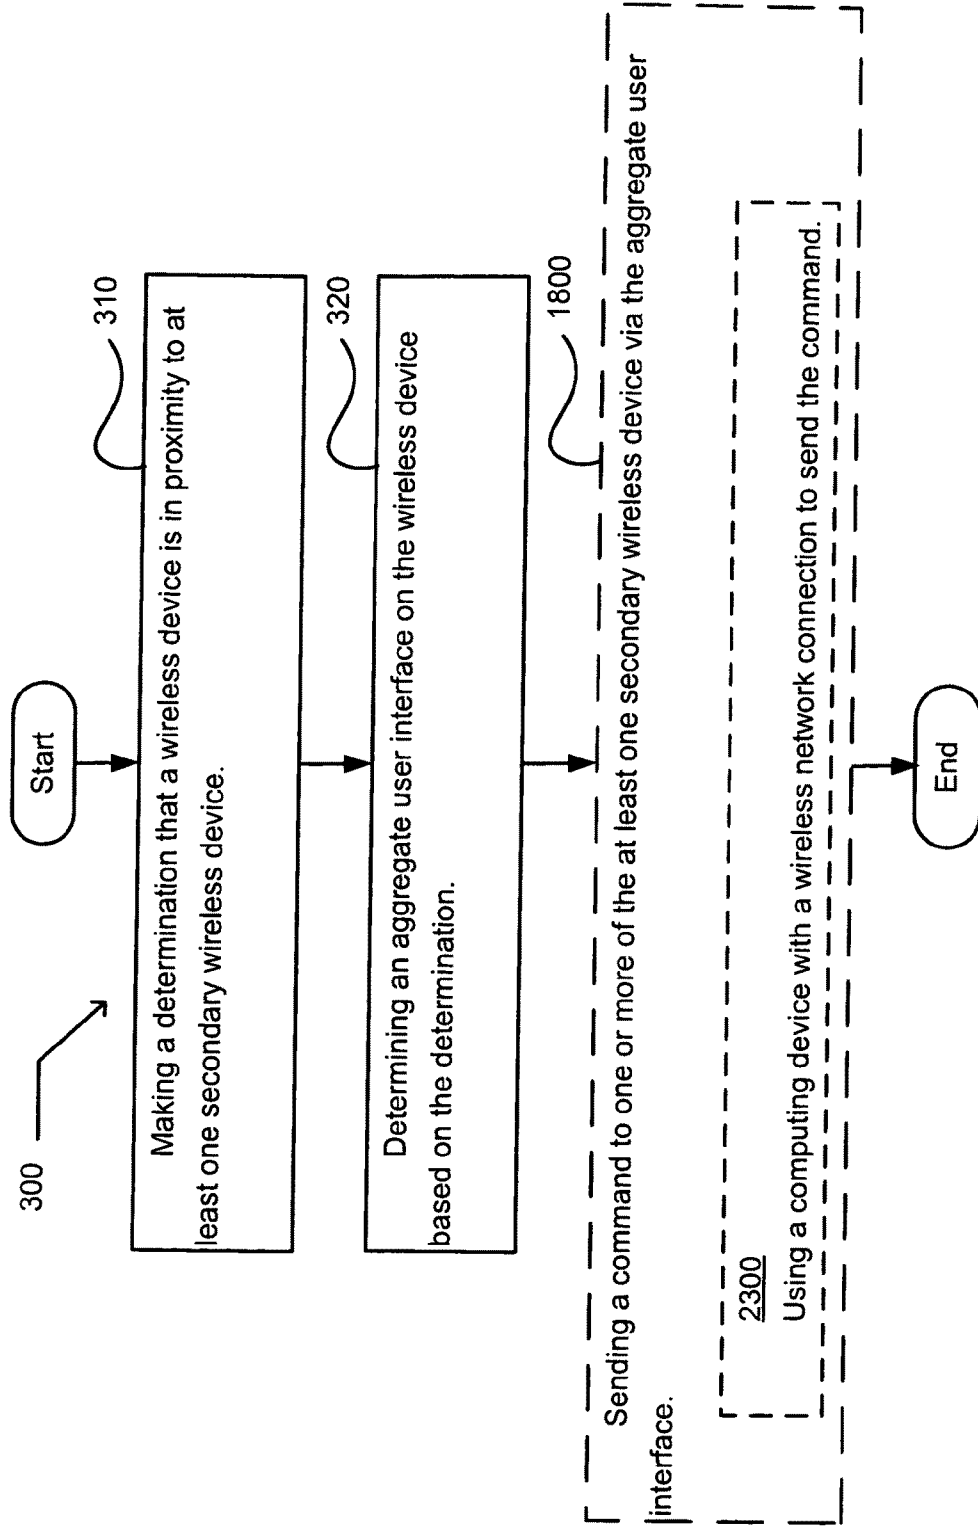 300
Start
310
Making a determination that a wireless device is in proximity to at
least one secondary wireless device.
320
Determining an aggregate user interface on the wireless device
based on the determination.
1800
Sending a command to one or more of the at least one secondary wireless device via the aggregate user
interface.
2300
Using a computing device with a wireless network connection to send the command.
End